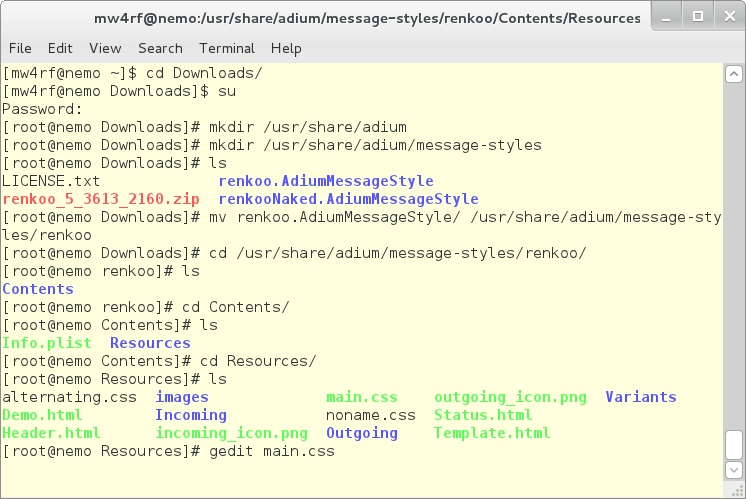 mw4rf@nemo:/usr/share/adium/message-styles/renkoo/Contents/Resources
File Edit View Search Terminal Help
[mw4rf@nemo ~]$ cd Downloads/
[mw4rf@nemo Downloads]$ su
Password:
[root@nemo Downloads]# mkdir /usr/share/adium
[root@nemo Downloads]# mkdir /usr/share/adium/message-styles
[root@nemo Downloads]# ls
LICENSE.txt renkoo.AdiumMessageStyle
renkoo_5_3613_2160.zip renkooNaked.AdiumMessageStyle
[root@nemo Downloads]# mv renkoo.AdiumMessageStyle/ /usr/share/adium/message-sty
les/renkoo
[root@nemo Downloads]# cd /usr/share/adium/message-styles/renkoo/
[root@nemo renkoo]# ls
Contents
[root@nemo renkoo]# cd Contents/
[root@nemo Contents]# ls
Info.plist Resources
[root@nemo Contents]# cd Resources/
[root@nemo Resources]# ls
alternating.css images main.css outgoing_icon.png Variants
Demo.html Incoming noname.css Status.html
Header.html incoming_icon.png Outgoing Template.html
[root@nemo Resources]# gedit main.css